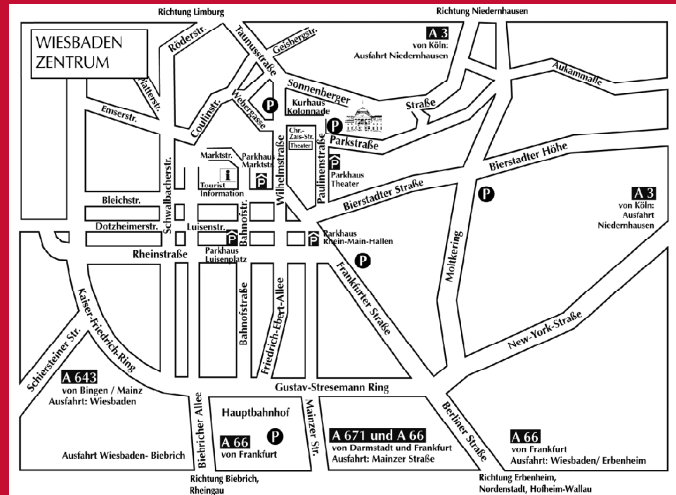 Richtung Limburg
Richtung Niedernhausen
WIESBADEN
ZENTRUM
Röderstr.
Taunusstraße
Geisbergstr.
A 3
von Köln:
Ausfahrt Niedernhausen
Platterstr.
Emserstr.
Coulinstr.
Webergasse
P
Sonnenberger
Straße
Aukammallee
Kurhaus
Kolonnade
P
Chr.-
Zais-Str.
Theater
Parkstraße
Wilhelmstraße
Paulinenstraße
Schwalbacherstr.
Marktstr.
i
Tourist
Information
Parkhaus
Marktstr.
P
P
Parkhaus
Theater
Bierstadter Straße
Bierstadter Höhe
P
A 3
von Köln:
Ausfahrt
Niedernhausen
Bleichstr.
Dotzheimerstr.
Luisenstr.
Bahnofstr.
P
Parkhaus
Luisenplatz
P
Parkhaus
Rhein-Main-Hallen
P
Rheinstraße
Moltkering
Frankfurter Straße
Kaiser-Friedrich-Ring
Bahnofstraße
Friedrich-Ebert-Allee
New-York-Straße
Schiersteiner Str.
A 643
von Bingen / Mainz
Ausfahrt: Wiesbaden
Gustav-Stresemann Ring
Biebricher Allee
Hauptbahnhof
Mainzer Str.
Berliner Straße
Ausfahrt Wiesbaden- Biebrich
A 66
von Frankfurt
P
A 671 und A 66
von Darmstadt und Frankfurt
Ausfahrt: Mainzer Straße
A 66
von Frankfurt
Ausfahrt: Wiesbaden/ Erbenheim
Richtung Biebrich,
Rheingau
Richtung Erbenheim,
Nordenstadt, Hofheim-Wallau